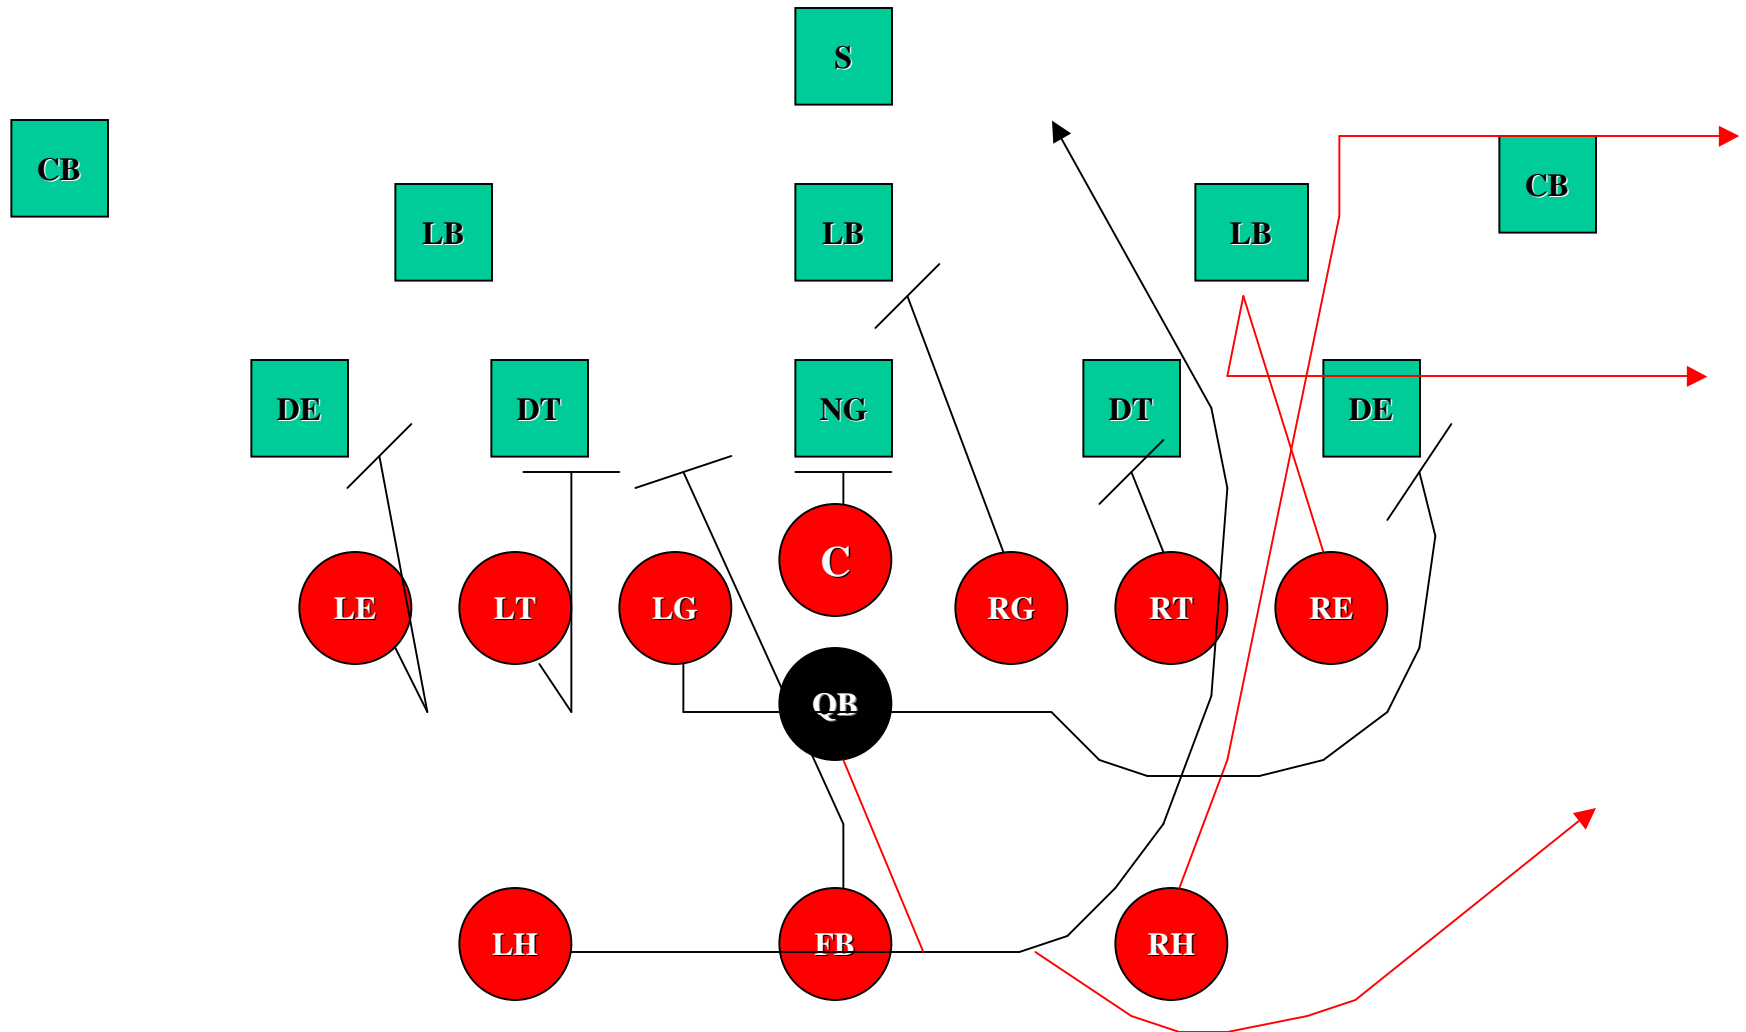 S
CB
CB
LB
LB
LB
DE
DT
NG
DT
DE
C
LE
LT
LG
RG
RT
RE
QB
LH
FB
RH